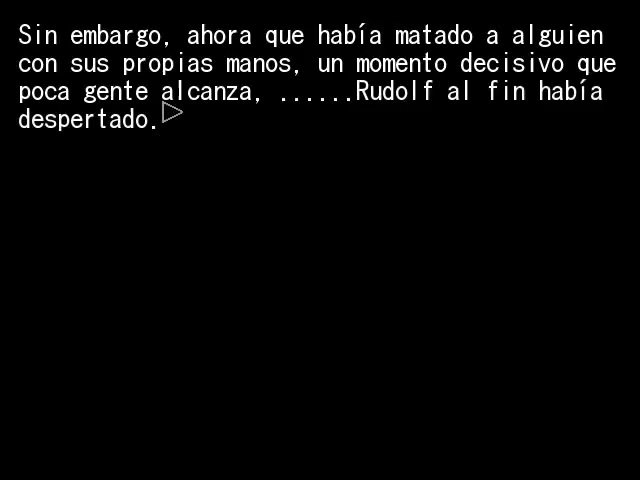 Sin embargo, ahora que había matado a alguien
con sus propias manos, un momento decisivo que
poca gente alcanza, ......Rudolf al fin había
despertado.